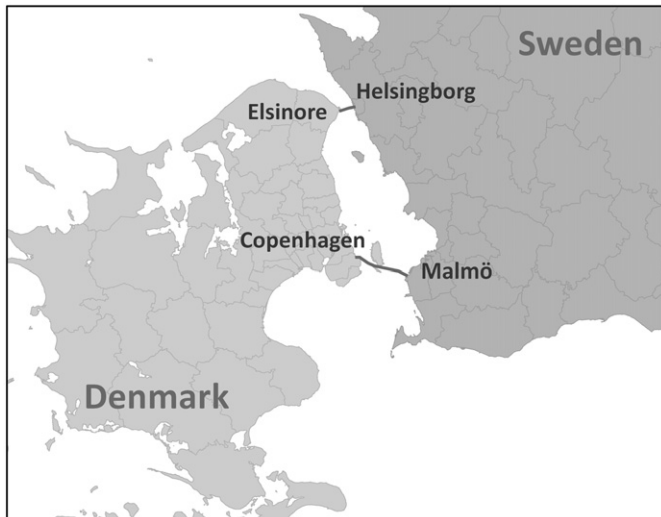 Sweden
Helsingborg
Elsinore
Copenhagen
Malmö
Denmark